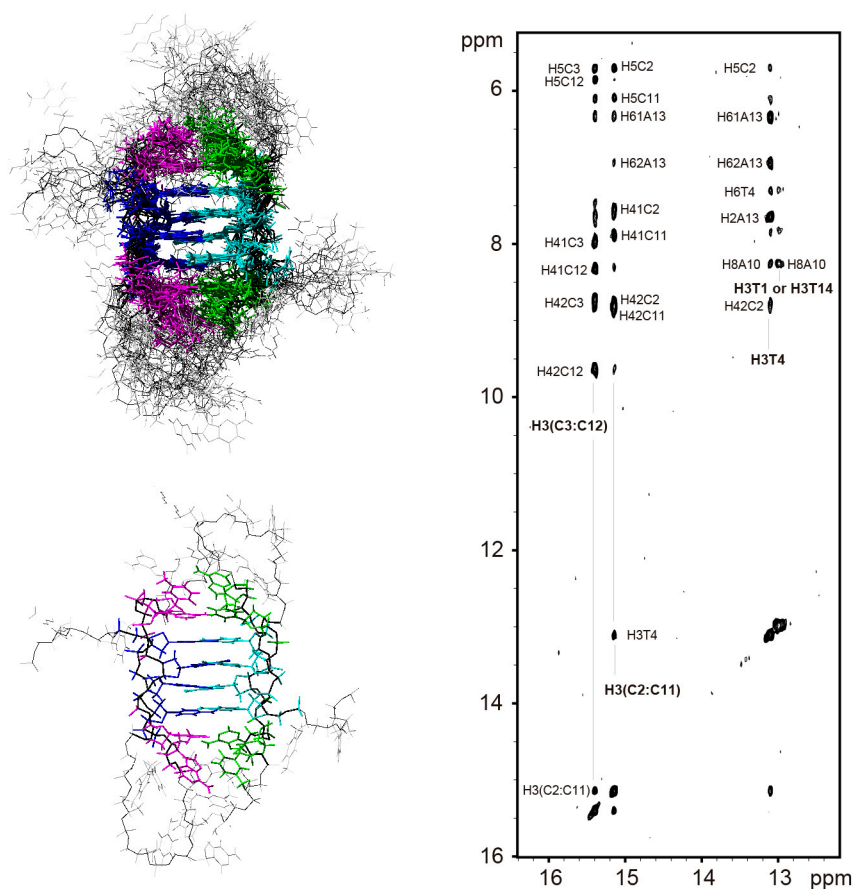 ppm
6
8
10
12
14
16
H5C3
H5C2
H5C2
H5C12
H5C11
H61A13
H61A13
H62A13
H62A13
H6T4
H41C2
H2A13
H41C3
H41C11
H41C12
H8A10
H8A10
H3T1 or H3T14
H42C3
H42C2
H42C2
H42C11
H3T4
H42C12
H3(C3:C12)
H3T4
H3(C2:C11)
H3(C2:C11)
16
15
14
13
ppm